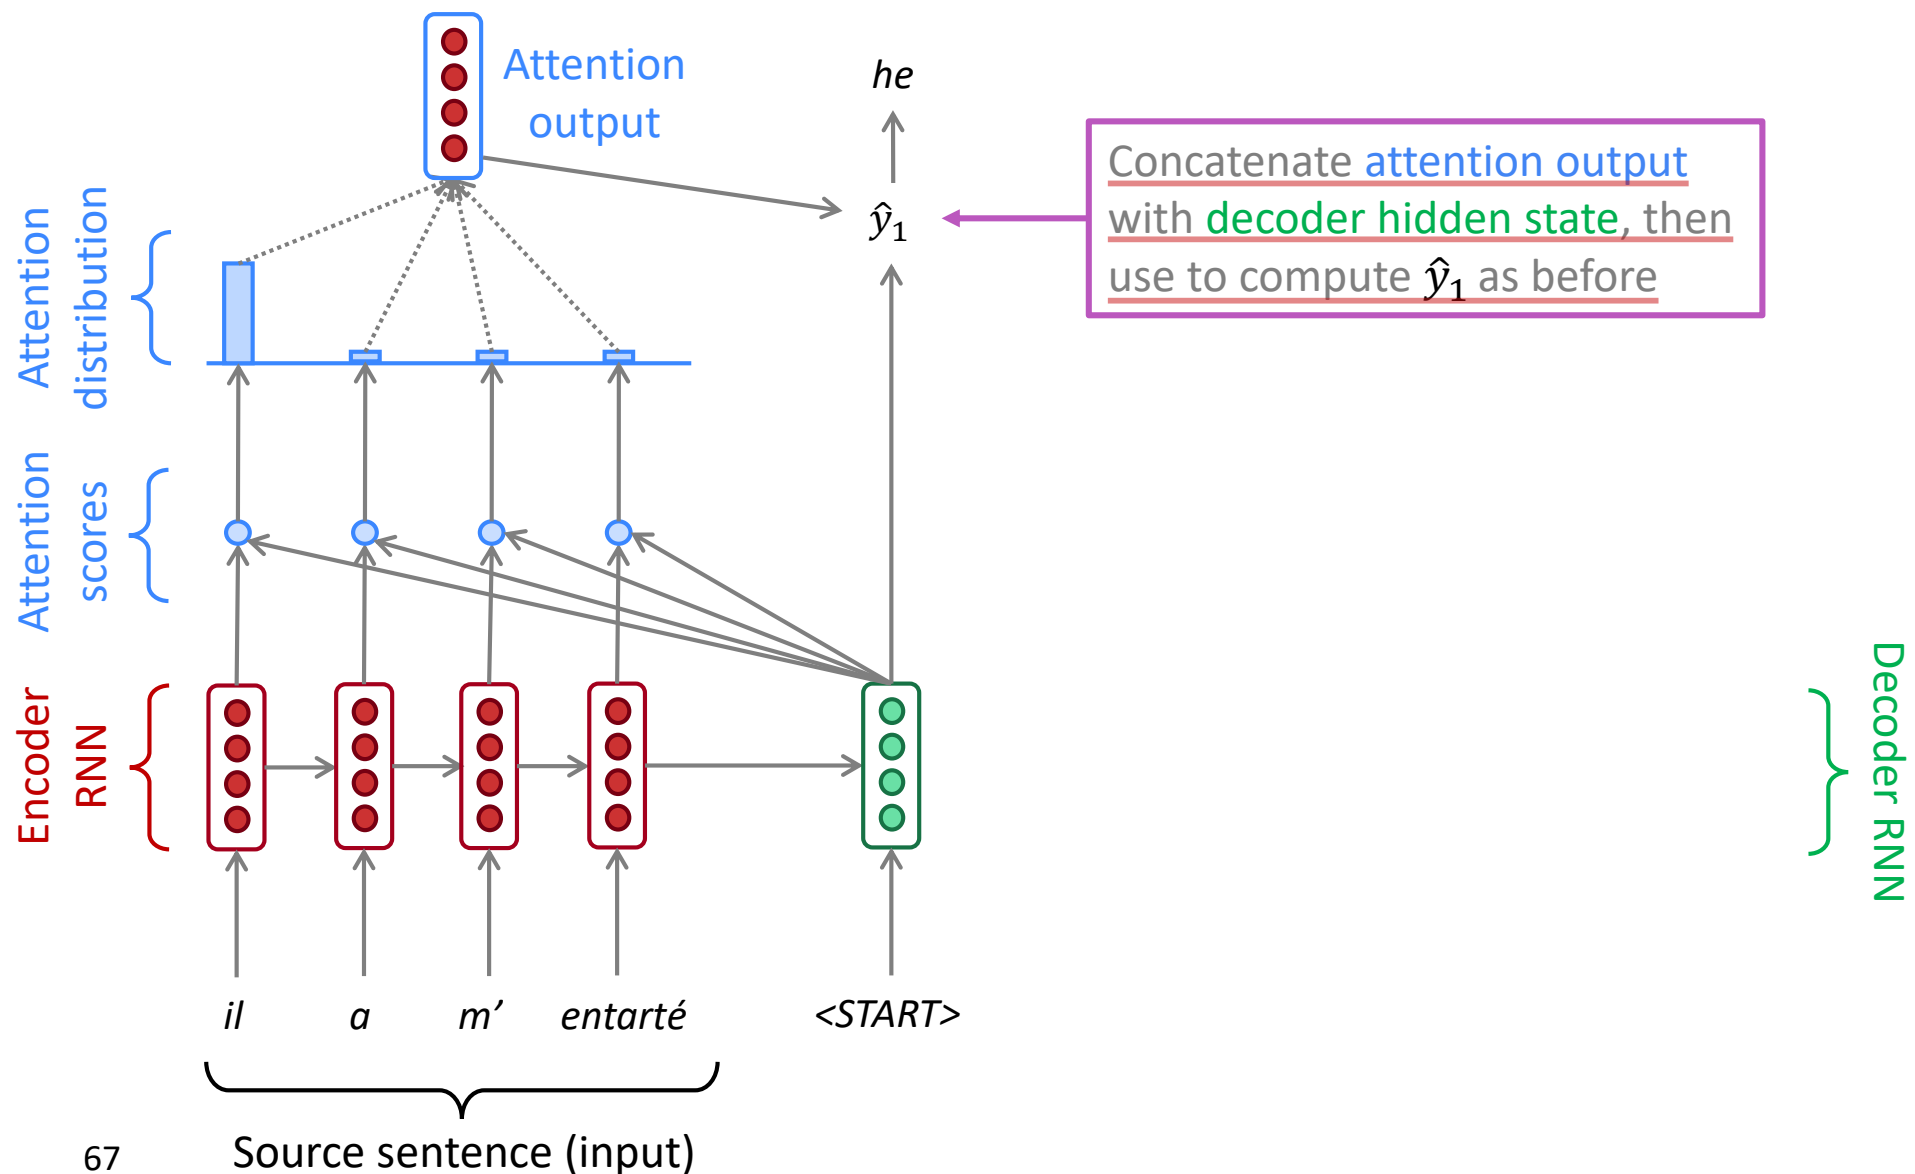 Attention
output
he
Concatenate attention output
with decoder hidden state, then
use to compute ŷ₁ as before
ŷ₁
Attention
distribution
Attention
scores
Encoder
RNN
Decoder RNN
il a m’ entarté <START>
Source sentence (input)
67